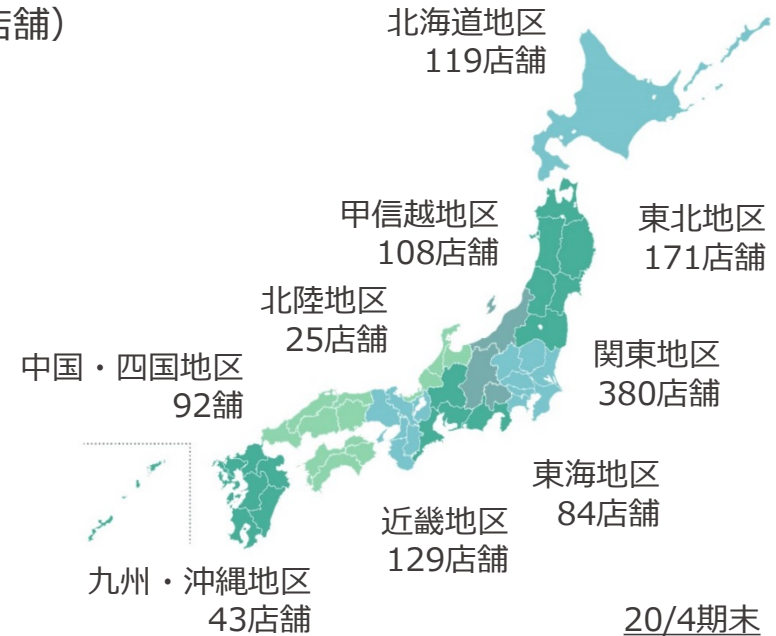 店舗）
北海道地区
119店舗
甲信越地区
108店舗
東北地区
171店舗
北陸地区
25店舗
関東地区
380店舗
中国・四国地区
92舗
東海地区
84店舗
近畿地区
129店舗
九州・沖縄地区
43店舗
20/4期末